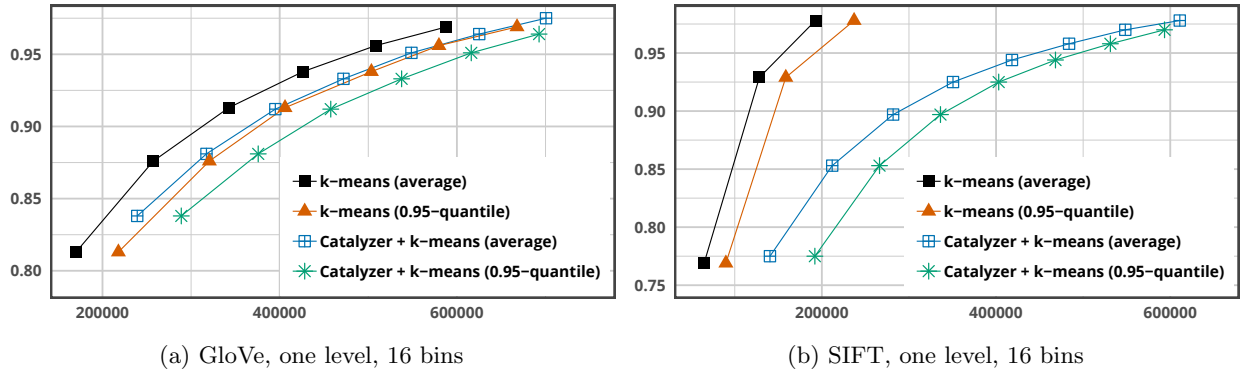 0.95
0.90
0.85
0.80
200000
400000
600000
k−means (average)
k−means (0.95−quantile)
Catalyzer + k−means (average)
Catalyzer + k−means (0.95−quantile)
(a) GloVe, one level, 16 bins
0.95
0.90
0.85
0.80
0.75
200000
400000
600000
k−means (average)
k−means (0.95−quantile)
Catalyzer + k−means (average)
Catalyzer + k−means (0.95−quantile)
(b) SIFT, one level, 16 bins